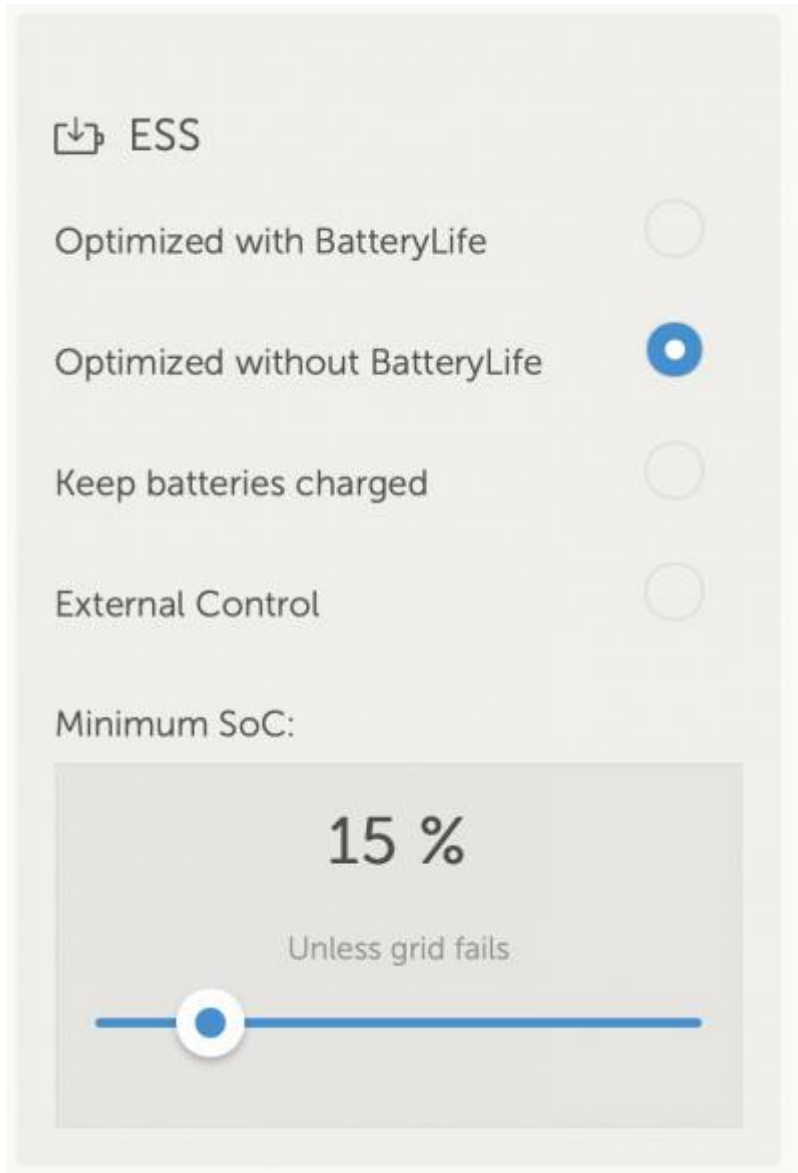 ESS
Optimized with BatteryLife
Optimized without BatteryLife
Keep batteries charged
External Control
Minimum SoC:
15 %
Unless grid fails